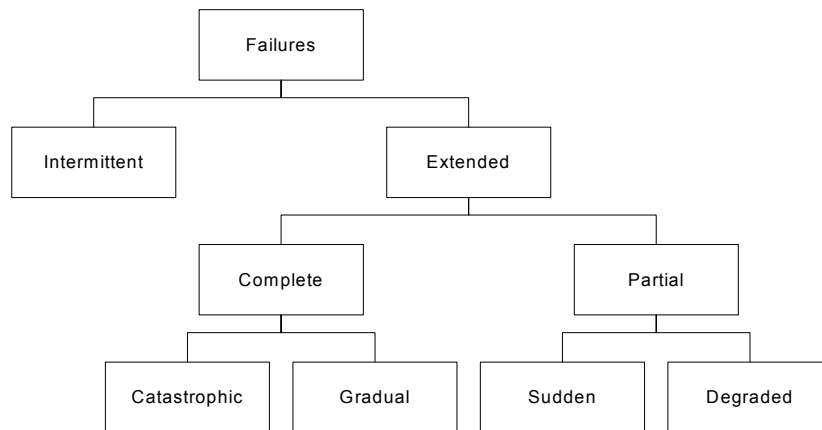 Failures
Intermittent
Extended
Complete
Partial
Catastrophic
Gradual
Sudden
Degraded